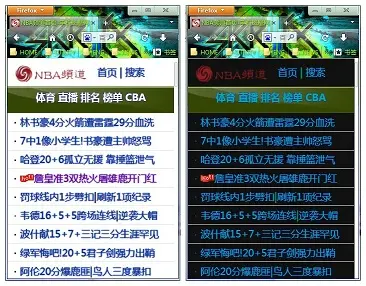 Firefox
HOME
书签
NBA频道 首页 | 搜索
体育 直播 排名 榜单 CBA
· 林书豪4分火箭遭雷霆29分血洗
· 7中1像小学生!书豪遭主帅怒骂
· 哈登20+6孤立无援 靠捶篮泄气
· 詹皇准3双热火屠雄鹿开门红
· 罚球线内1步劈扣|刷新1项纪录
· 韦德16+5+5跨场连线|逆袭大帽
· 波什献15+7+三记三分生涯罕见
· 绿军悔吧!20+5君子剑强力出鞘
· 阿伦20分爆鹿匪|鸟人三度暴扣
Firefox
HOME
书签
NBA频道 首页 | 搜索
体育 直播 排名 榜单 CBA
· 林书豪4分火箭遭雷霆29分血洗
· 7中1像小学生!书豪遭主帅怒骂
· 哈登20+6孤立无援 靠捶篮泄气
· 詹皇准3双热火屠雄鹿开门红
· 罚球线内1步劈扣|刷新1项纪录
· 韦德16+5+5跨场连线|逆袭大帽
· 波什献15+7+三记三分生涯罕见
· 绿军悔吧!20+5君子剑强力出鞘
· 阿伦20分爆鹿匪|鸟人三度暴扣